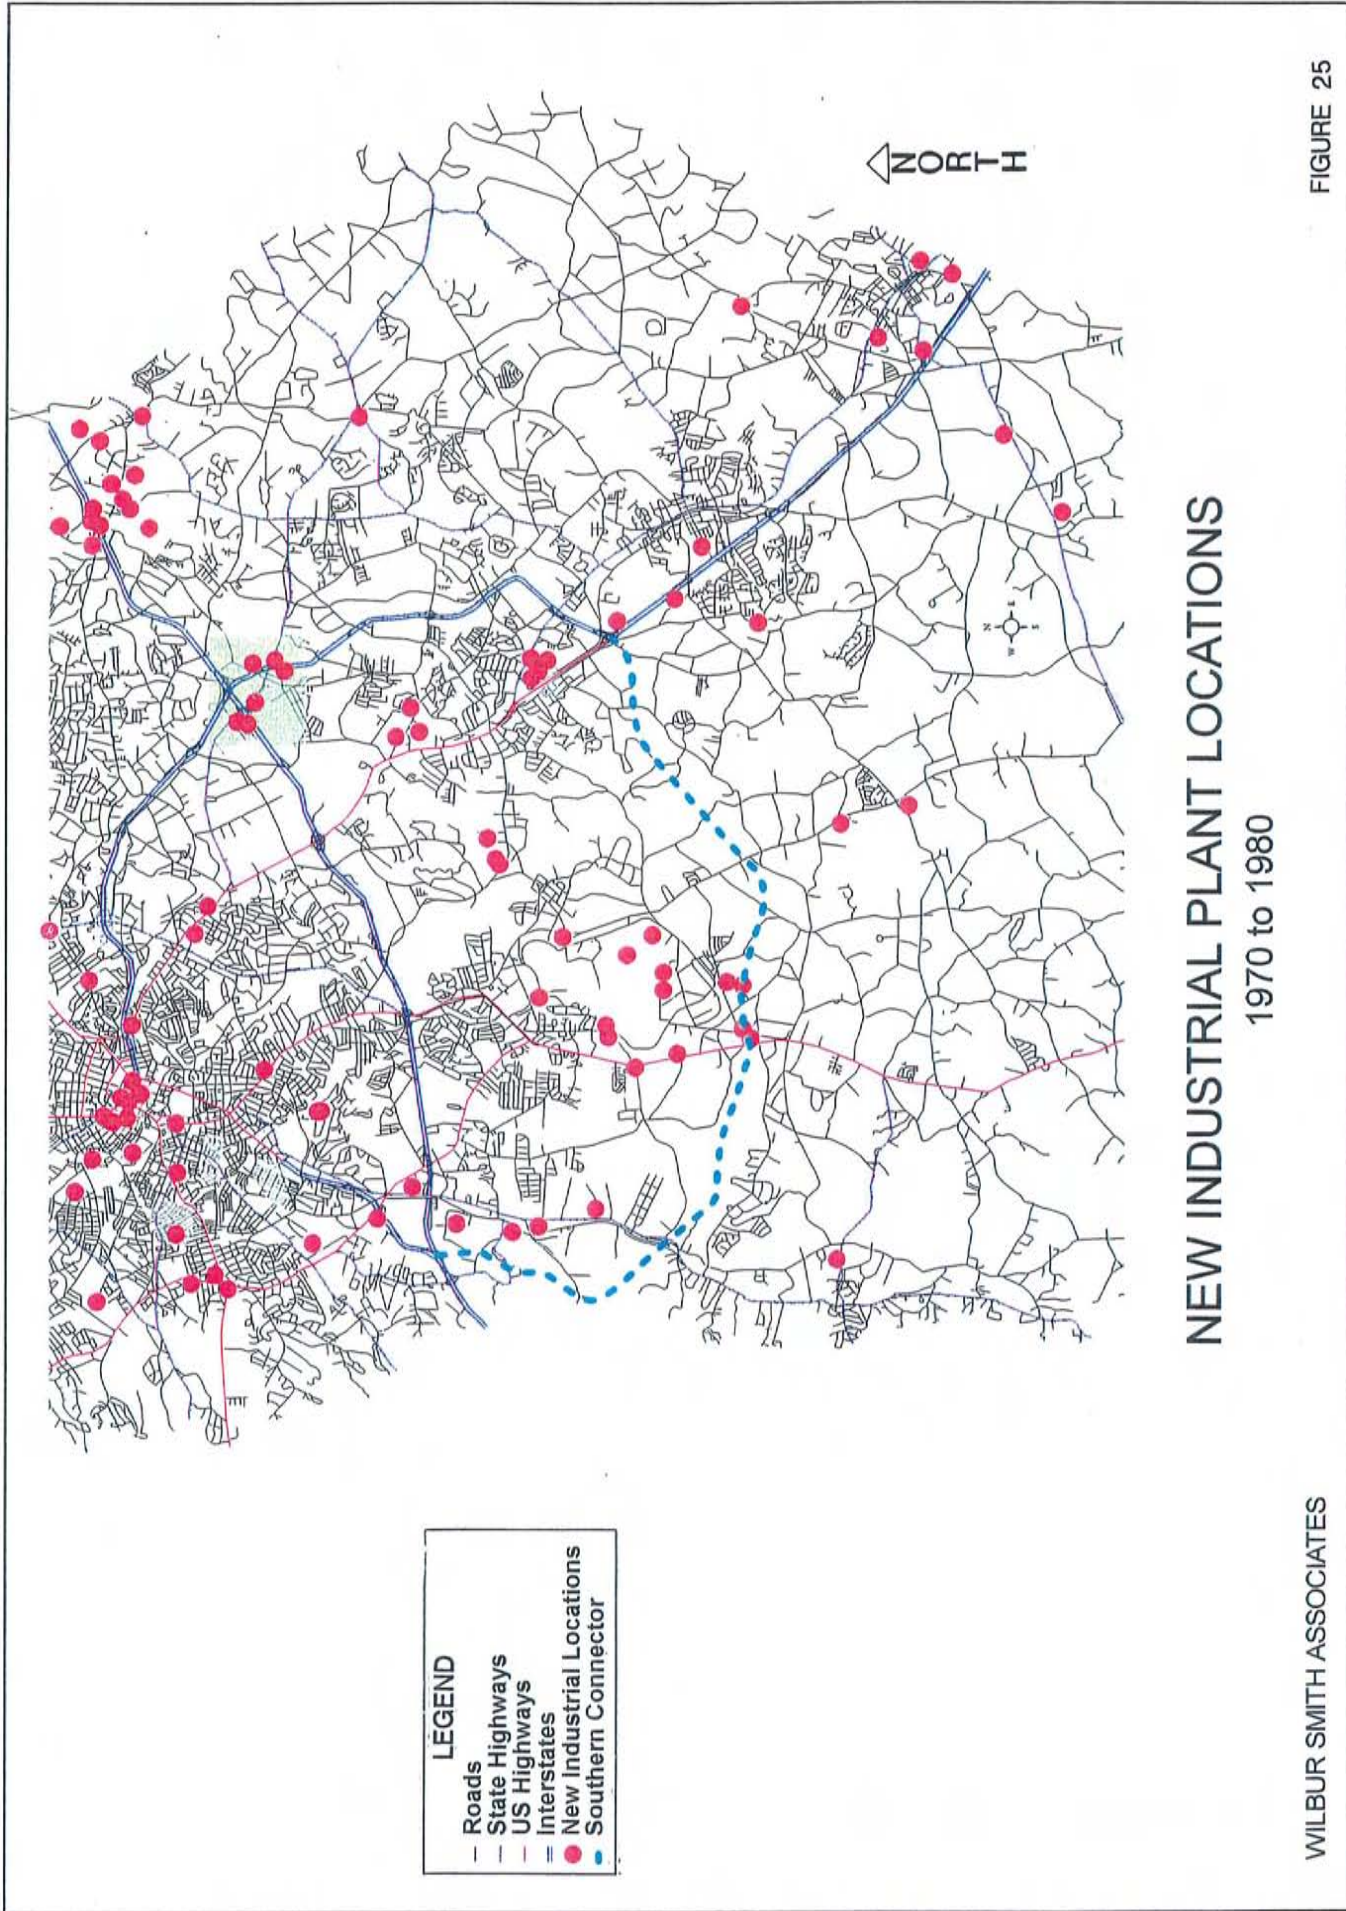 LEGEND
Roads
State Highways
US Highways
Interstates
New Industrial Locations
Southern Connector
NORTH
N
W
S
NEW INDUSTRIAL PLANT LOCATIONS
1970 to 1980
WILBUR SMITH ASSOCIATES
FIGURE 25